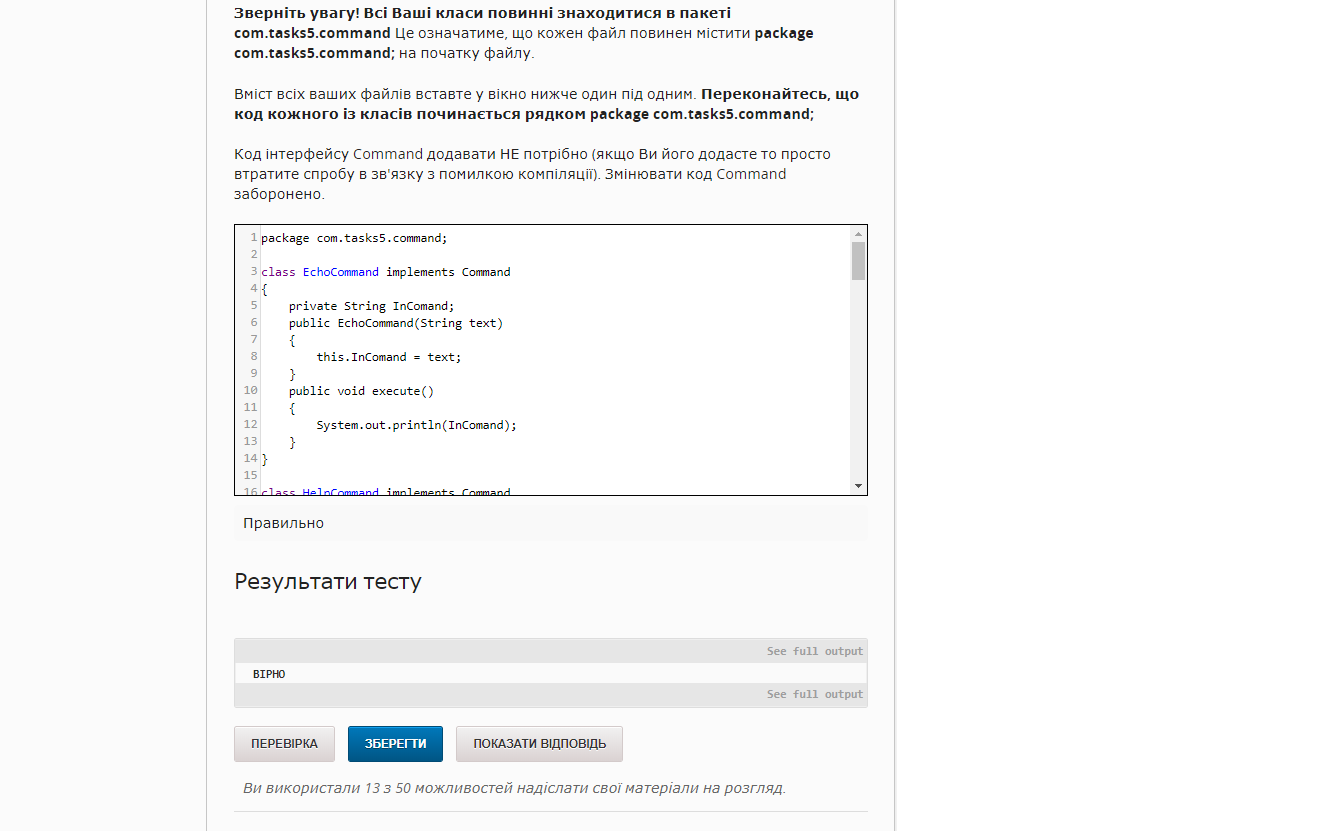 Зверніть увагу! Всі Ваші класи повинні знаходитися в пакеті
com.tasks5.command Це означатиме, що кожен файл повинен містити package
com.tasks5.command; на початку файлу.
Вміст всіх ваших файлів вставте у вікно нижче один під одним. Переконайтесь, що
код кожного із класів починається рядком package com.tasks5.command;
Код інтерфейсу Command додавати НЕ потрібно (якщо Ви його додасте то просто
втратите спробу в зв'язку з помилкою компіляції). Змінювати код Command
заборонено.
1 package com.tasks5.command;
2
3 class EchoCommand implements Command
4 {
5     private String InComand;
6     public EchoCommand(String text)
7     {
8         this.InComand = text;
9     }
10     public void execute()
11     {
12         System.out.println(InComand);
13     }
14 }
15
16 class HelpCommand implements Command
Правильно
Результати тесту
See full output
ВІРНО
See full output
ПЕРЕВІРКА ЗБЕРЕГТИ ПОКАЗАТИ ВІДПОВІДЬ
Ви використали 13 з 50 можливостей надіслати свої матеріали на розгляд.